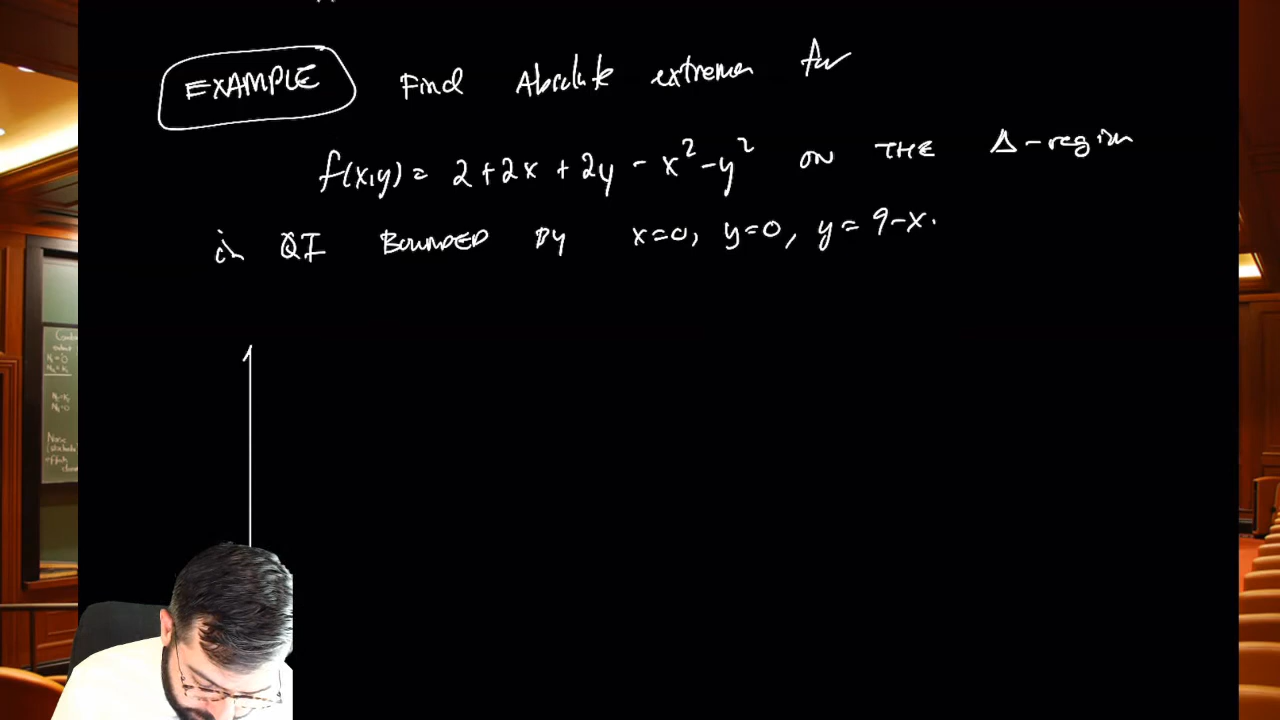 EXAMPLE Find Absolute extrema for
f(x,y) = 2 + 2x + 2y - x² - y² ON THE Δ-region
in QI BOUNDED BY x=0, y=0, y = 9-x.